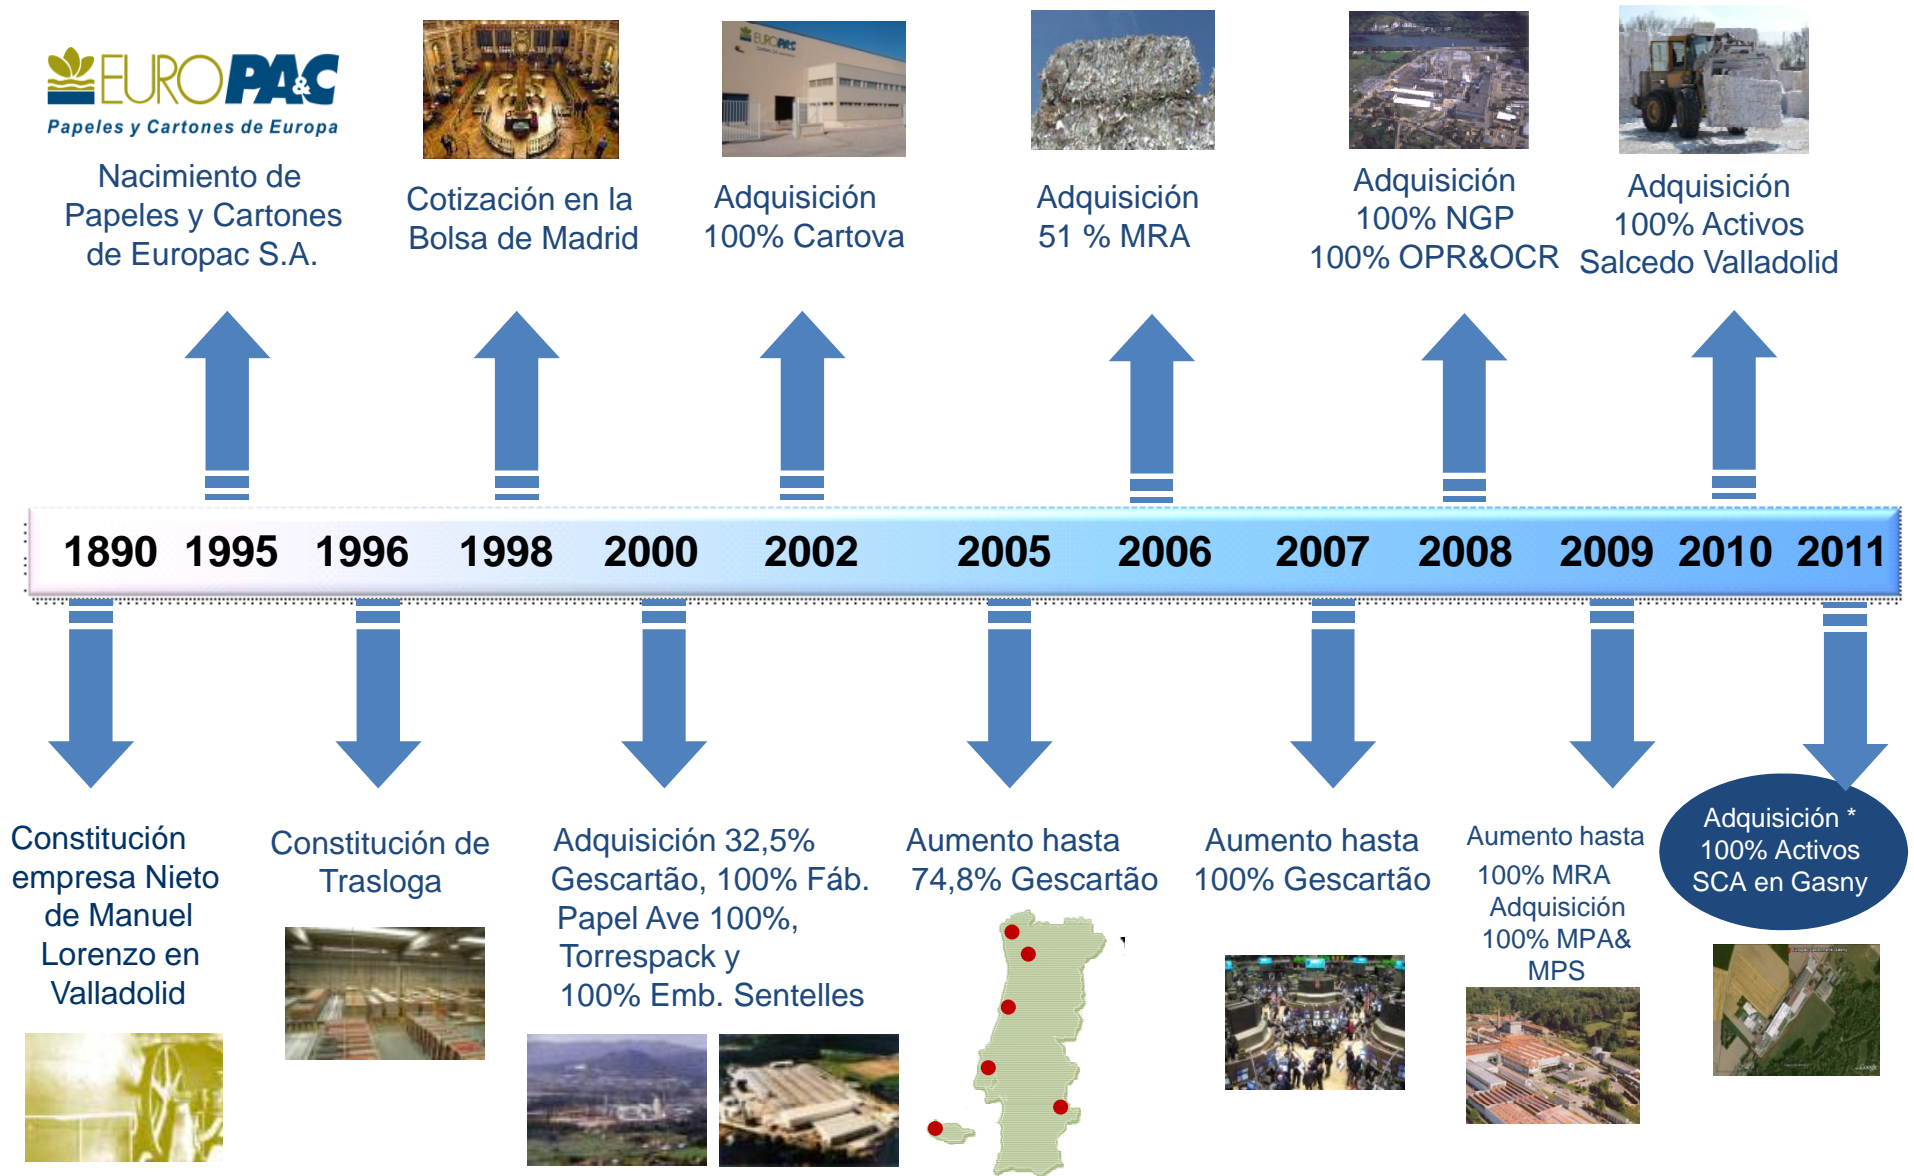 EUROPA&C
Papeles y Cartones de Europa
Nacimiento de
Papeles y Cartones
de Europac S.A.
Cotización en la
Bolsa de Madrid
EUROPA&C
Adquisición
100% Cartova
Adquisición
51 % MRA
Adquisición
100% NGP
100% OPR&OCR
Adquisición
100% Activos
Salcedo Valladolid
1890 1995 1996 1998 2000 2002 2005 2006 2007 2008 2009 2010 2011
Constitución
empresa Nieto
de Manuel
Lorenzo en
Valladolid
Constitución de
Trasloga
Adquisición 32,5%
Gescartão, 100% Fáb.
Papel Ave 100%,
Torrespack y
100% Emb. Sentelles
Aumento hasta
74,8% Gescartão
Aumento hasta
100% Gescartão
Aumento hasta
100% MRA
Adquisición
100% MPA&
MPS
Adquisición *
100% Activos
SCA en Gasny